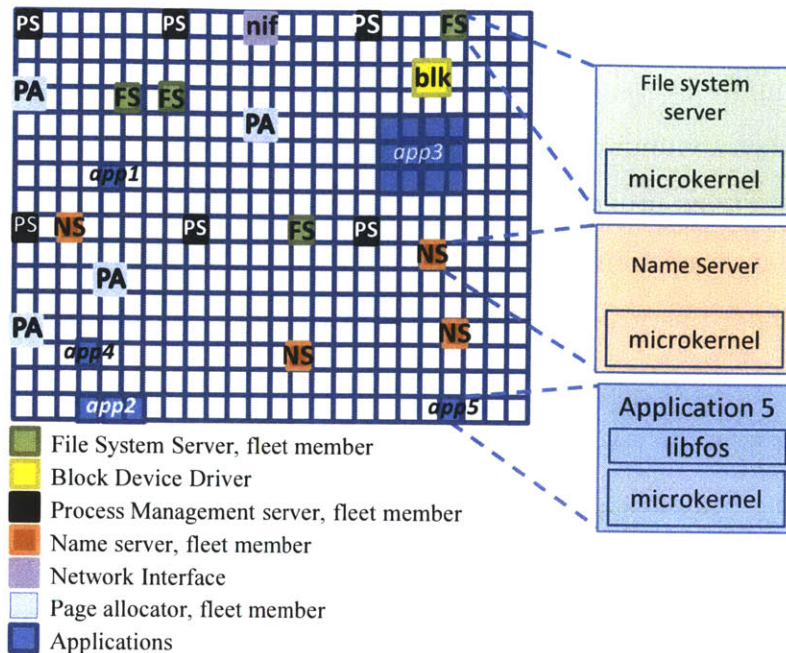 PS PS nif PS FS
blk
PA FS FS
PA
app3
app1
PS NS PS FS PS
NS
PA
PA
NS
app4 NS
app2 app5
File system
server
microkernel
Name Server
microkernel
Application 5
libfos
microkernel
File System Server, fleet member
Block Device Driver
Process Management server, fleet member
Name server, fleet member
Network Interface
Page allocator, fleet member
Applications